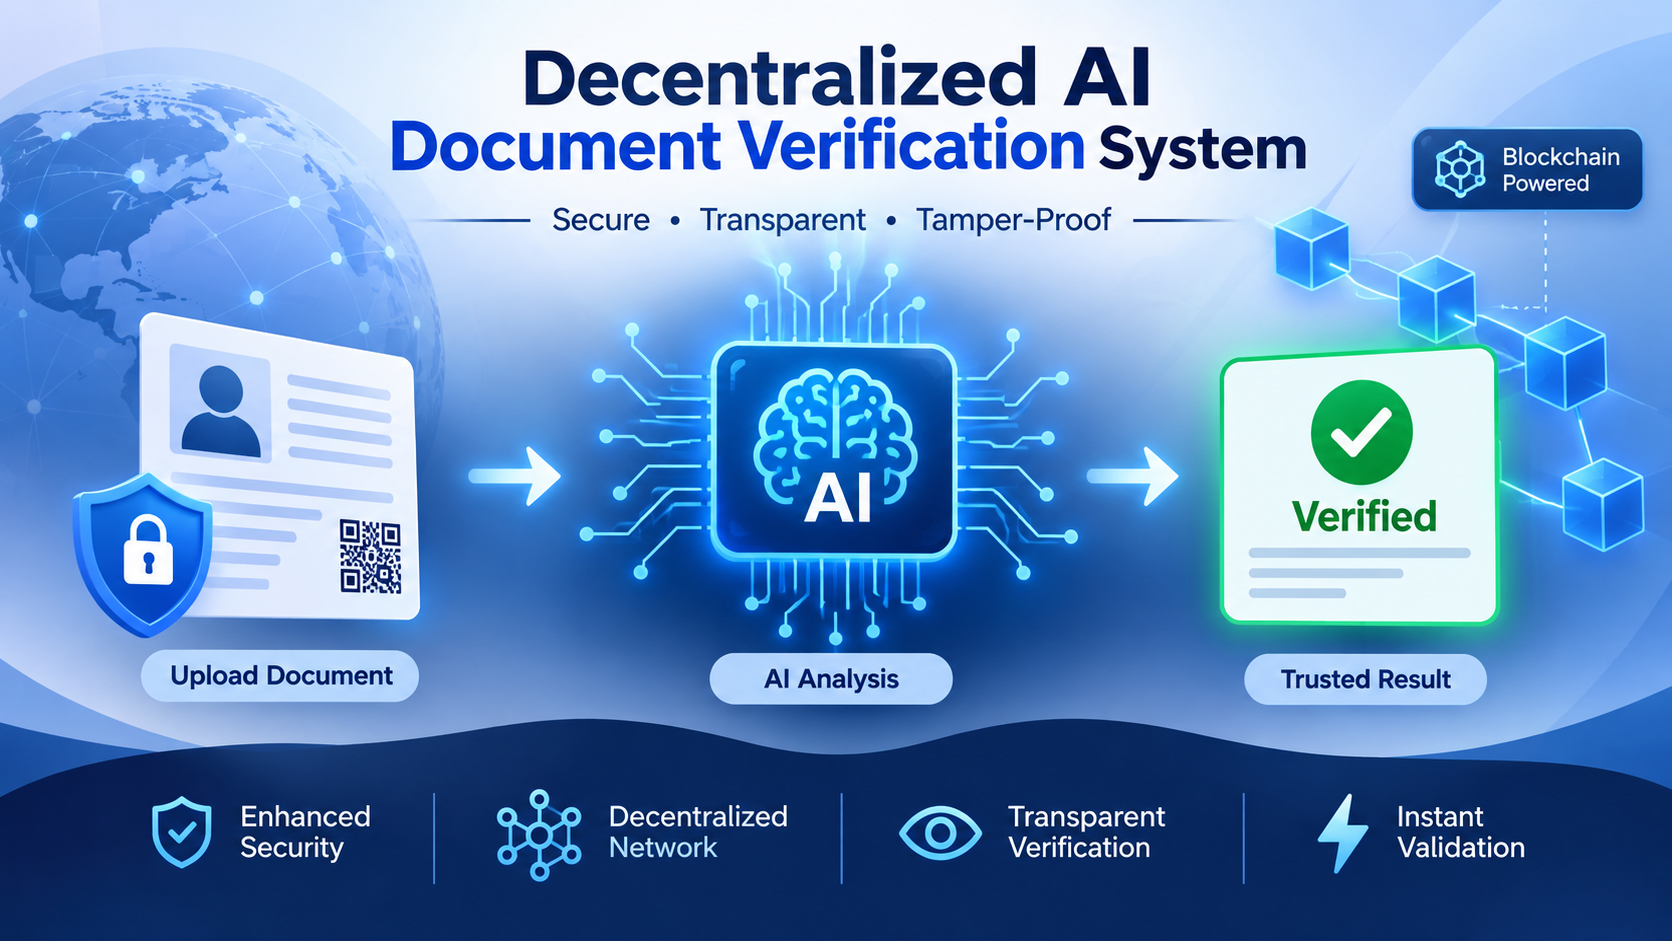 Decentralized AI
Document Verification System
Secure • Transparent • Tamper-Proof
Blockchain
Powered
AI
Verified
Upload Document
AI Analysis
Trusted Result
Enhanced
Security
Decentralized
Network
Transparent
Verification
Instant
Validation